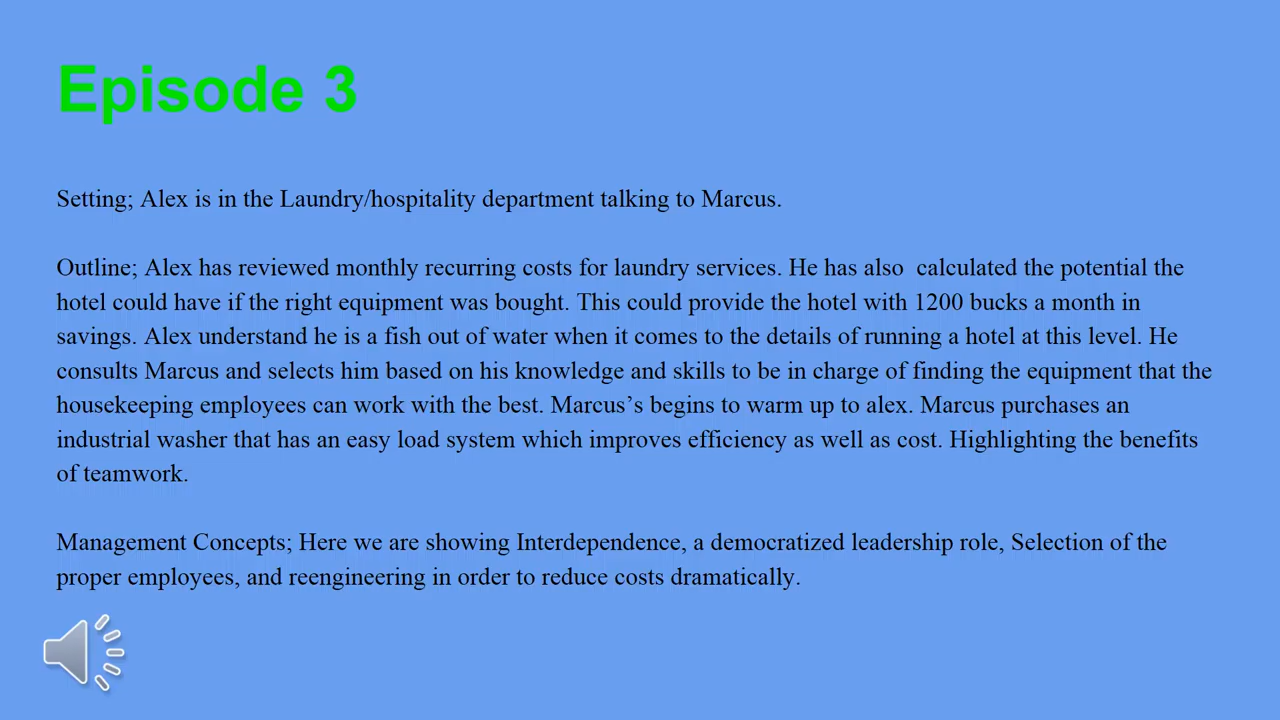 Episode 3
Setting; Alex is in the Laundry/hospitality department talking to Marcus.
Outline; Alex has reviewed monthly recurring costs for laundry services. He has also  calculated the potential the
hotel could have if the right equipment was bought. This could provide the hotel with 1200 bucks a month in
savings. Alex understand he is a fish out of water when it comes to the details of running a hotel at this level. He
consults Marcus and selects him based on his knowledge and skills to be in charge of finding the equipment that the
housekeeping employees can work with the best. Marcus’s begins to warm up to alex. Marcus purchases an
industrial washer that has an easy load system which improves efficiency as well as cost. Highlighting the benefits
of teamwork.
Management Concepts; Here we are showing Interdependence, a democratized leadership role, Selection of the
proper employees, and reengineering in order to reduce costs dramatically.